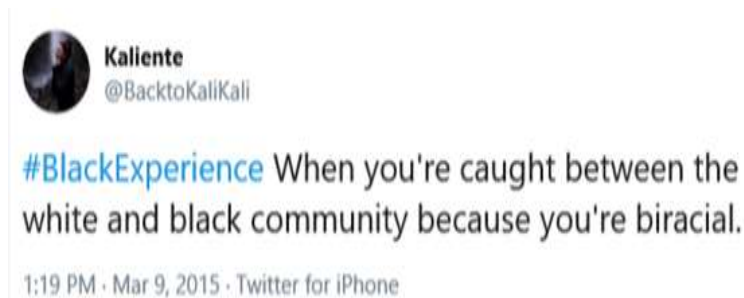 Kaliente
@BacktoKaliKali
#BlackExperience When you're caught between the
white and black community because you're biracial.
1:19 PM · Mar 9, 2015 · Twitter for iPhone